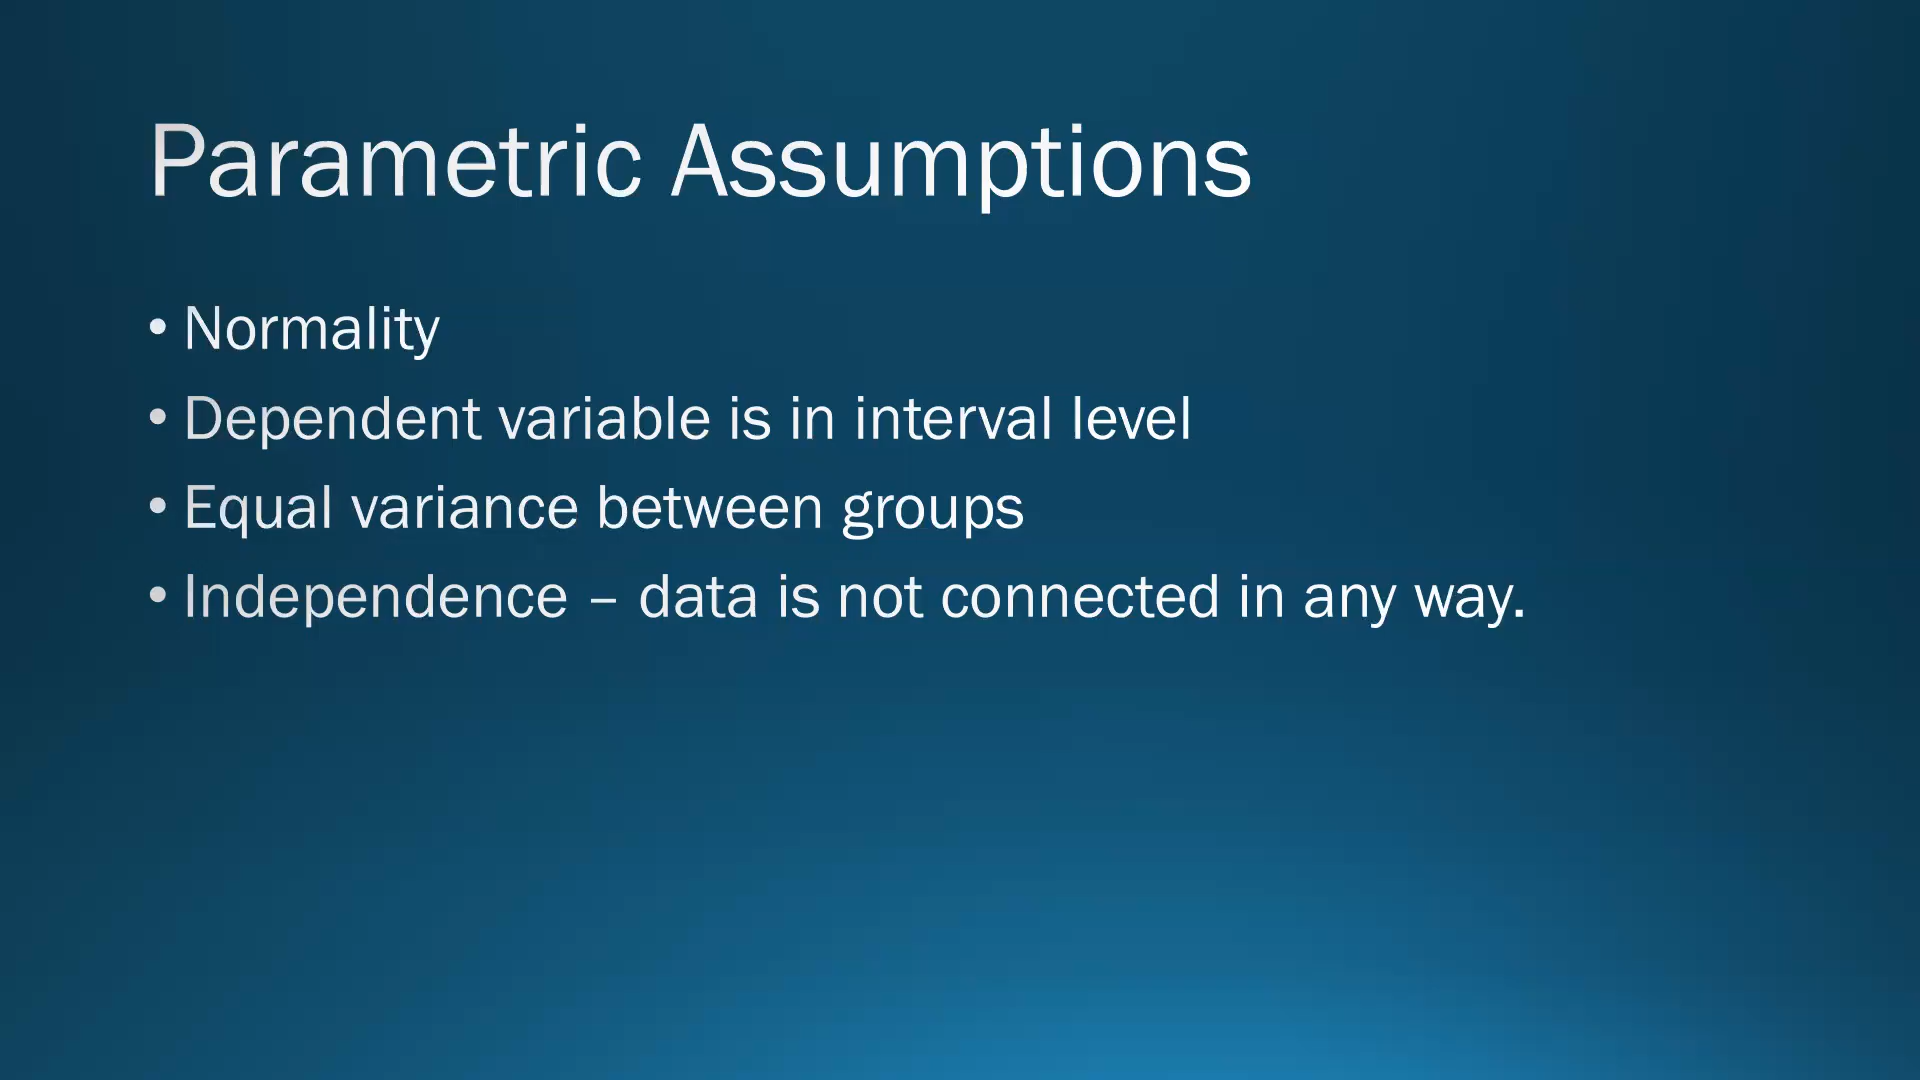 Parametric Assumptions
• Normality
• Dependent variable is in interval level
• Equal variance between groups
• Independence – data is not connected in any way.